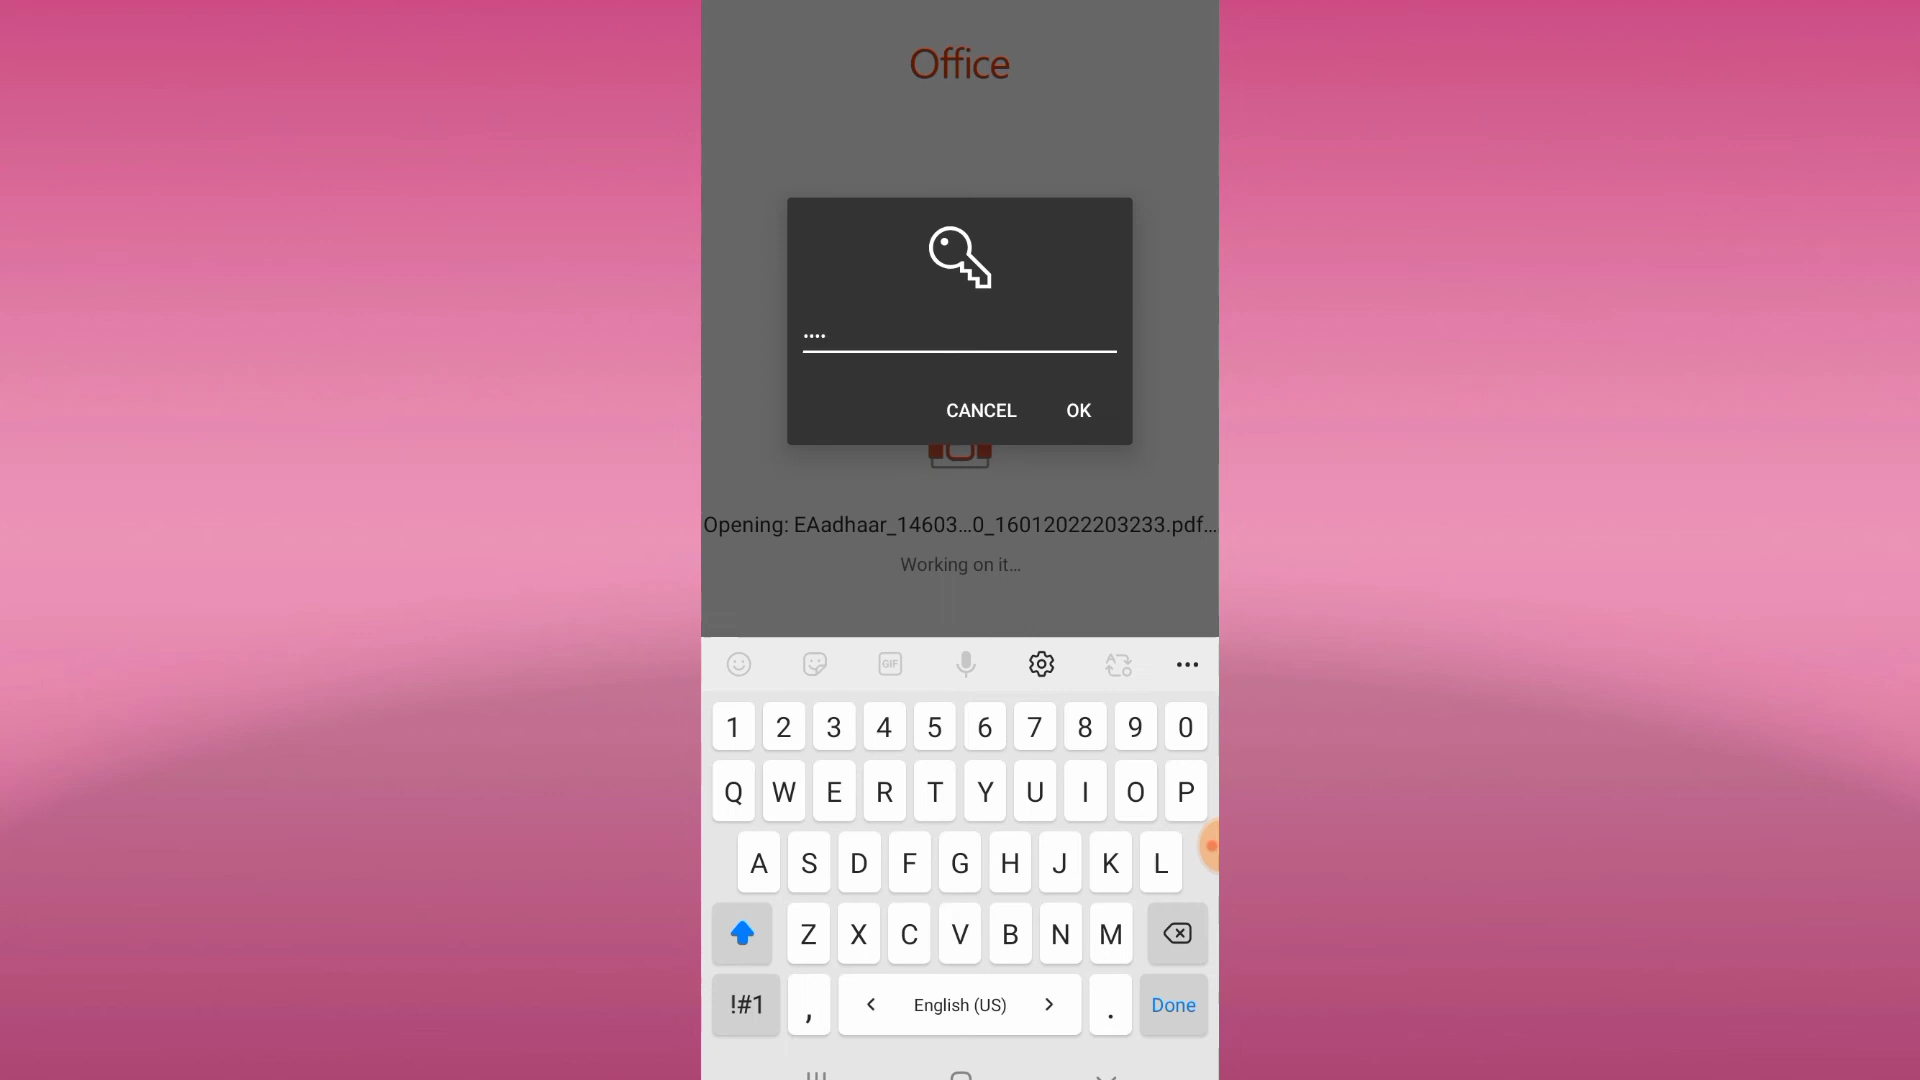 Office
....
CANCEL OK
Opening: EAadhaar_14603...0_16012022203233.pdf...
Working on it...
GIF
1 2 3 4 5 6 7 8 9 0
Q W E R T Y U I O P
A S D F G H J K L
Z X C V B N M
!#1 , < English (US) > . Done